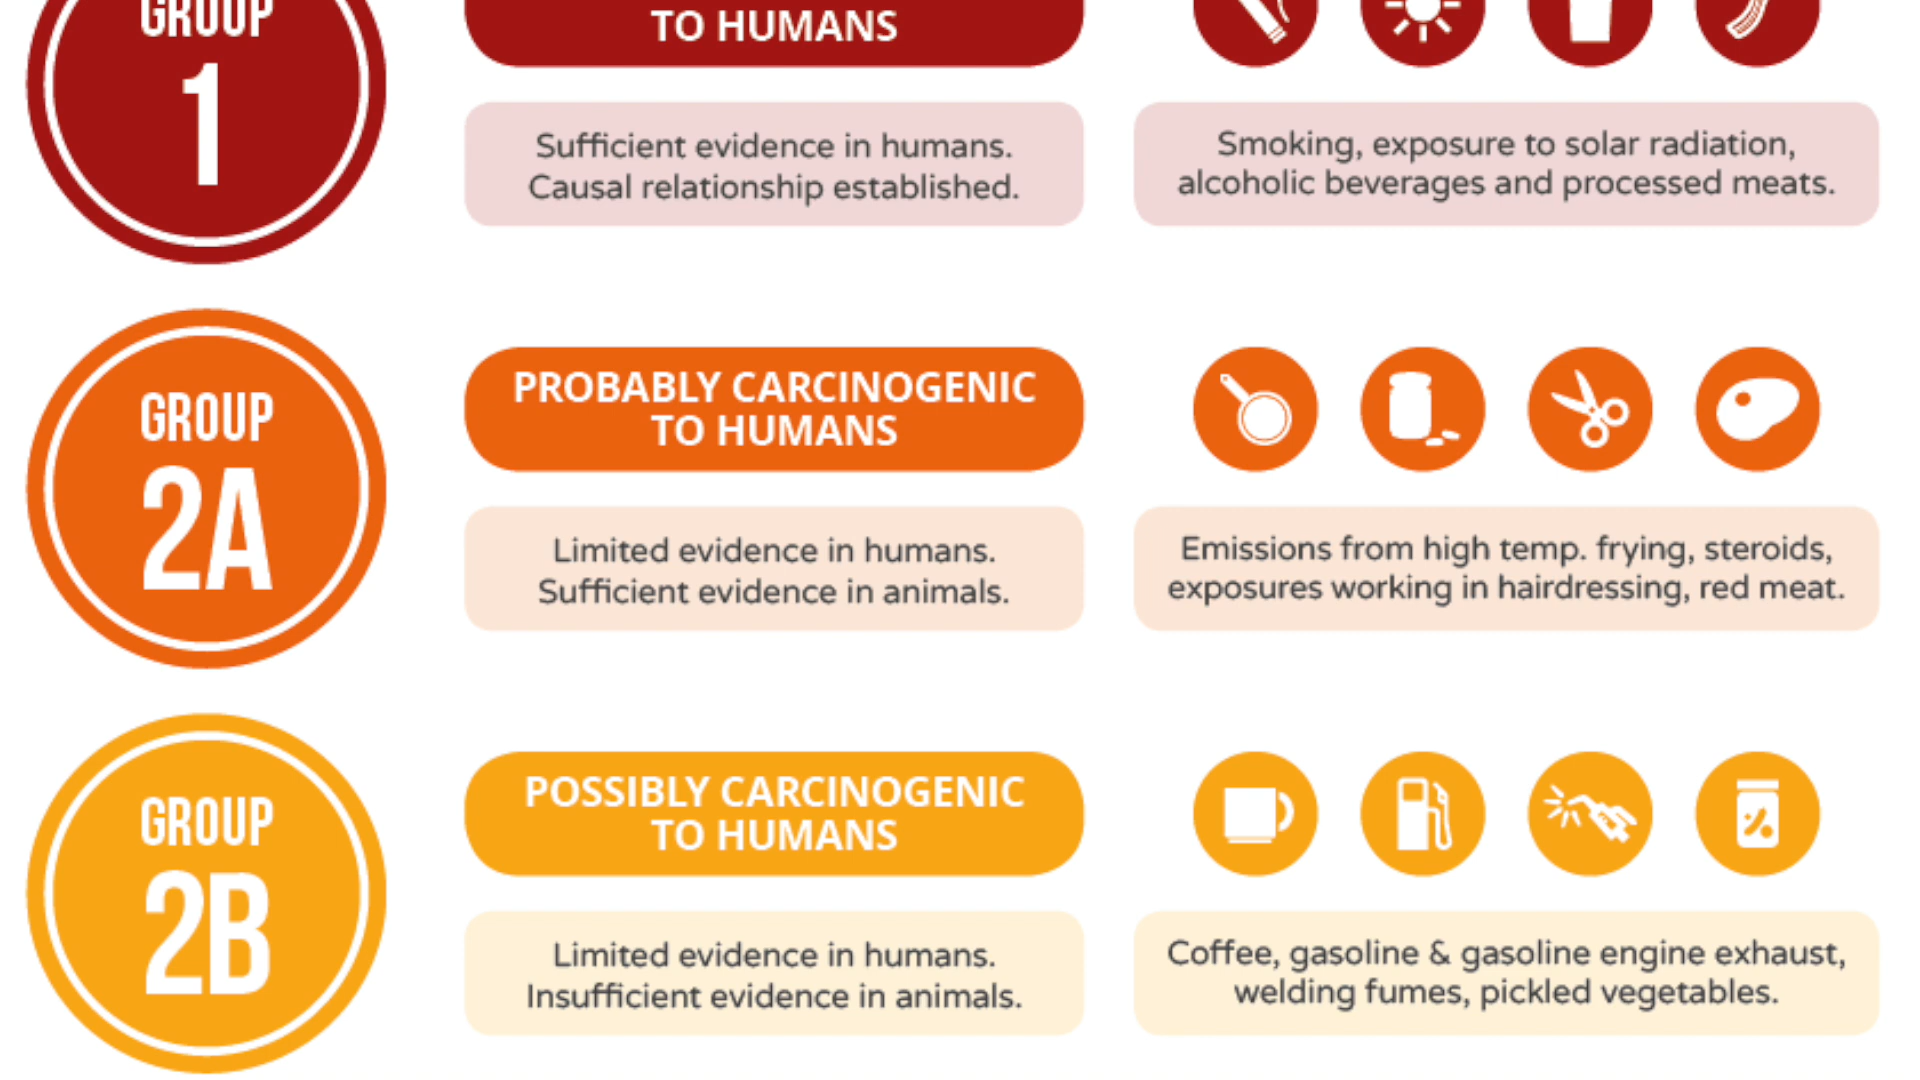 GROUP
1
TO HUMANS
Sufficient evidence in humans.
Causal relationship established.
Smoking, exposure to solar radiation,
alcoholic beverages and processed meats.
GROUP
2A
PROBABLY CARCINOGENIC
TO HUMANS
Limited evidence in humans.
Sufficient evidence in animals.
Emissions from high temp. frying, steroids,
exposures working in hairdressing, red meat.
GROUP
2B
POSSIBLY CARCINOGENIC
TO HUMANS
Limited evidence in humans.
Insufficient evidence in animals.
Coffee, gasoline & gasoline engine exhaust,
welding fumes, pickled vegetables.